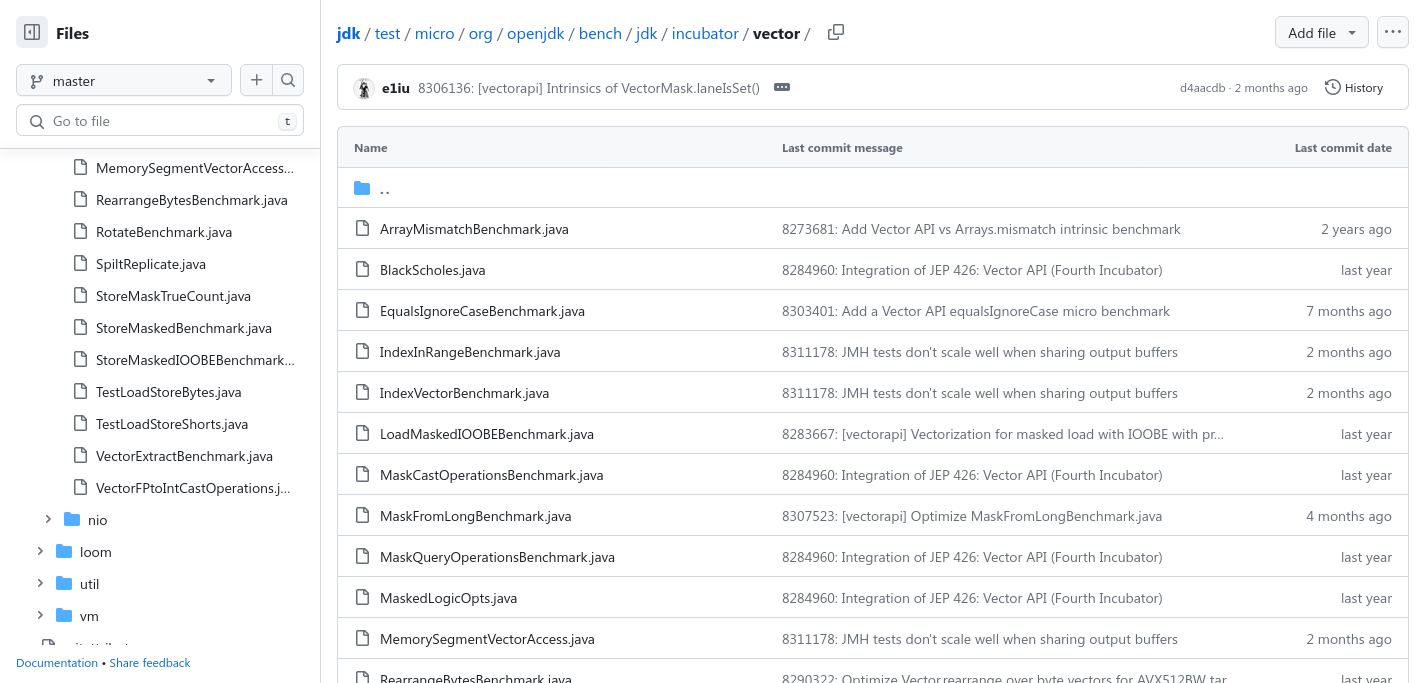 Files
master
Go to file
t
MemorySegmentVectorAccess...
RearrangeBytesBenchmark.java
RotateBenchmark.java
SpiltReplicate.java
StoreMaskTrueCount.java
StoreMaskedBenchmark.java
StoreMaskedIOOBEBenchmark...
TestLoadStoreBytes.java
TestLoadStoreShorts.java
VectorExtractBenchmark.java
VectorFPtoIntCastOperations.j...
nio
loom
util
vm
Documentation • Share feedback
jdk / test / micro / org / openjdk / bench / jdk / incubator / vector /
Add file
e1iu 8306136: [vectorapi] Intrinsics of VectorMask.laneIsSet()
d4aacdb · 2 months ago
History
Name Last commit message Last commit date
..
ArrayMismatchBenchmark.java 8273681: Add Vector API vs Arrays.mismatch intrinsic benchmark 2 years ago
BlackScholes.java 8284960: Integration of JEP 426: Vector API (Fourth Incubator) last year
EqualsIgnoreCaseBenchmark.java 8303401: Add a Vector API equalsIgnoreCase micro benchmark 7 months ago
IndexInRangeBenchmark.java 8311178: JMH tests don't scale well when sharing output buffers 2 months ago
IndexVectorBenchmark.java 8311178: JMH tests don't scale well when sharing output buffers 2 months ago
LoadMaskedIOOBEBenchmark.java 8283667: [vectorapi] Vectorization for masked load with IOOBE with pr... last year
MaskCastOperationsBenchmark.java 8284960: Integration of JEP 426: Vector API (Fourth Incubator) last year
MaskFromLongBenchmark.java 8307523: [vectorapi] Optimize MaskFromLongBenchmark.java 4 months ago
MaskQueryOperationsBenchmark.java 8284960: Integration of JEP 426: Vector API (Fourth Incubator) last year
MaskedLogicOpts.java 8284960: Integration of JEP 426: Vector API (Fourth Incubator) last year
MemorySegmentVectorAccess.java 8311178: JMH tests don't scale well when sharing output buffers 2 months ago
RearrangeBytesBenchmark.java 8290322: Optimize Vector.rearrange over byte vectors for AVX512BW tar... last year